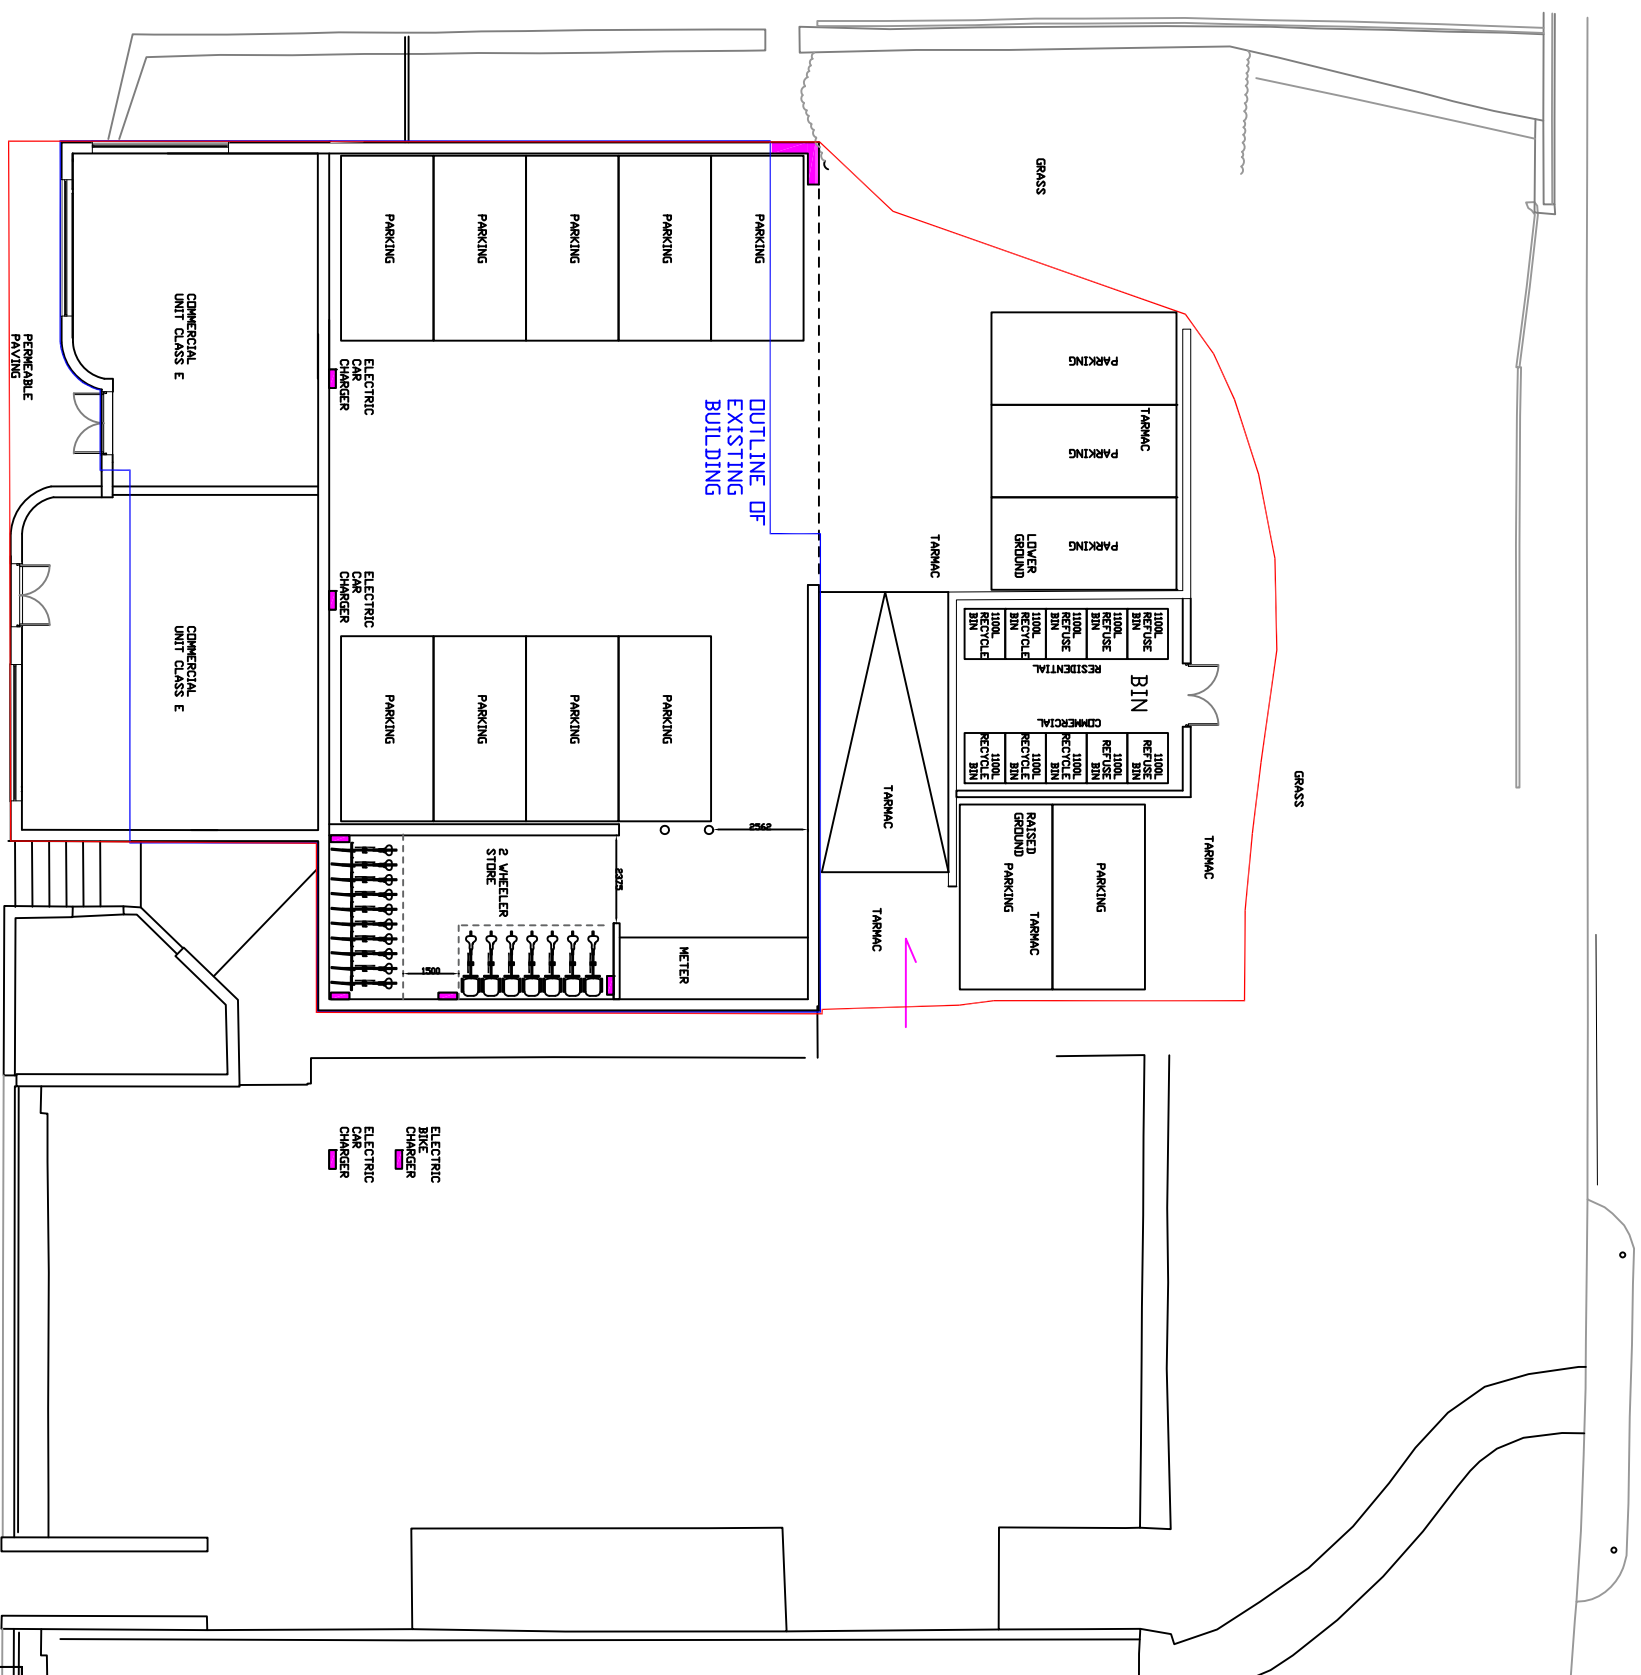 GRASS
PARKING
PARKING
PARKING
PARKING
PARKING
COMMERCIAL
UNIT CLASS E
PERMEABLE
PAVING
ELECTRIC
CAR
CHARGER
OUTLINE OF
EXISTING
BUILDING
PARKING
TARMAC
PARKING
PARKING
LOWER
GROUND
TARMAC
ELECTRIC
CAR
CHARGER
COMMERCIAL
UNIT CLASS E
1100L
REFUSE
BIN
1100L
REFUSE
BIN
1100L
REFUSE
BIN
1100L
RECYCLE
BIN
1100L
RECYCLE
BIN
RESIDENTIAL
BIN
COMMERCIAL
1100L
REFUSE
BIN
1100L
REFUSE
BIN
1100L
RECYCLE
BIN
1100L
RECYCLE
BIN
1100L
RECYCLE
BIN
PARKING
PARKING
PARKING
PARKING
TARMAC
GRASS
TARMAC
RAISED
GROUND
PARKING
PARKING
TARMAC
TARMAC
2562
2375
2 WHEELER
STORE
METER
1500
ELECTRIC
CAR
CHARGER
ELECTRIC
BIKE
CHARGER